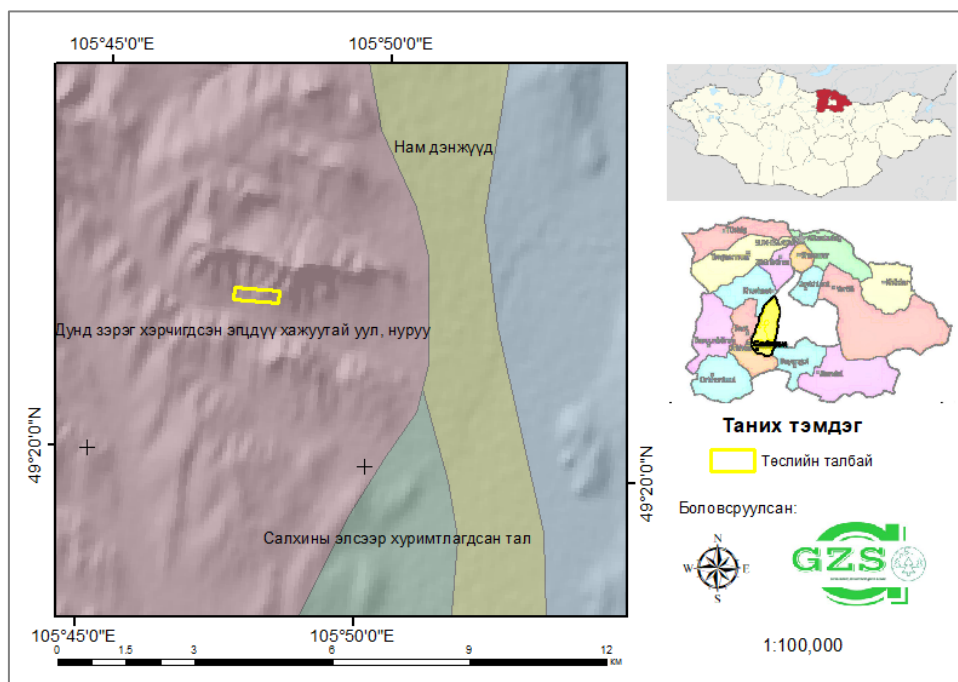 105°45'0"E
105°50'0"E
Нам дэнжүүд
Дунд зэрэг хэрчигдсэн эгцдүү хажуутай уул, нуруу
49°20'0"N
49°20'0"N
Салхины элсээр хуримтлагдсан тал
105°45'0"E
105°50'0"E
0 1.5 3 6 9 12
км
Таних тэмдэг
Төслийн талбай
Боловсруулсан:
N
W E
S
GZS
1:100,000